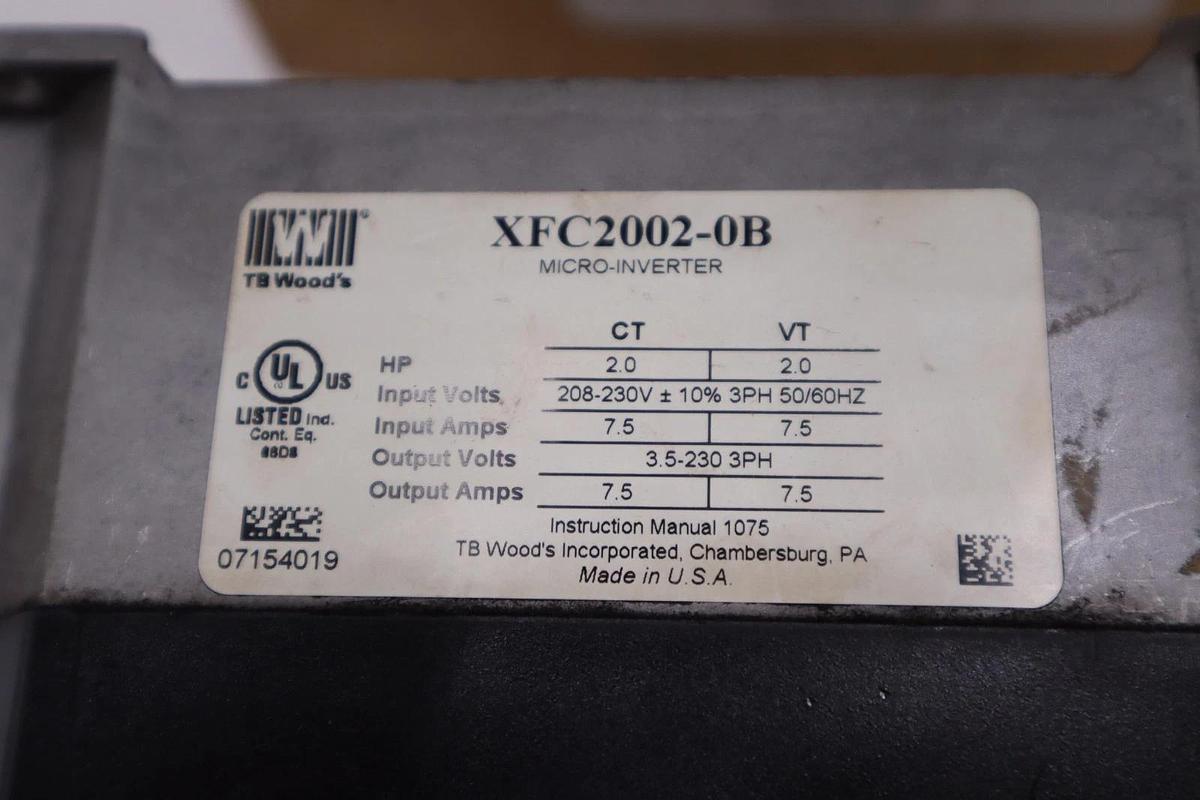 XFC2002-0B
MICRO-INVERTER
W®
TB Wood's
CT VT
HP 2.0 2.0
Input Volts 208-230V ± 10% 3PH 50/60HZ
Input Amps 7.5 7.5
Output Volts 3.5-230 3PH
Output Amps 7.5 7.5
C UL US
LISTED Ind.
Cont. Eq.
07154019
Instruction Manual 1075
TB Wood's Incorporated, Chambersburg, PA
Made in U.S.A.